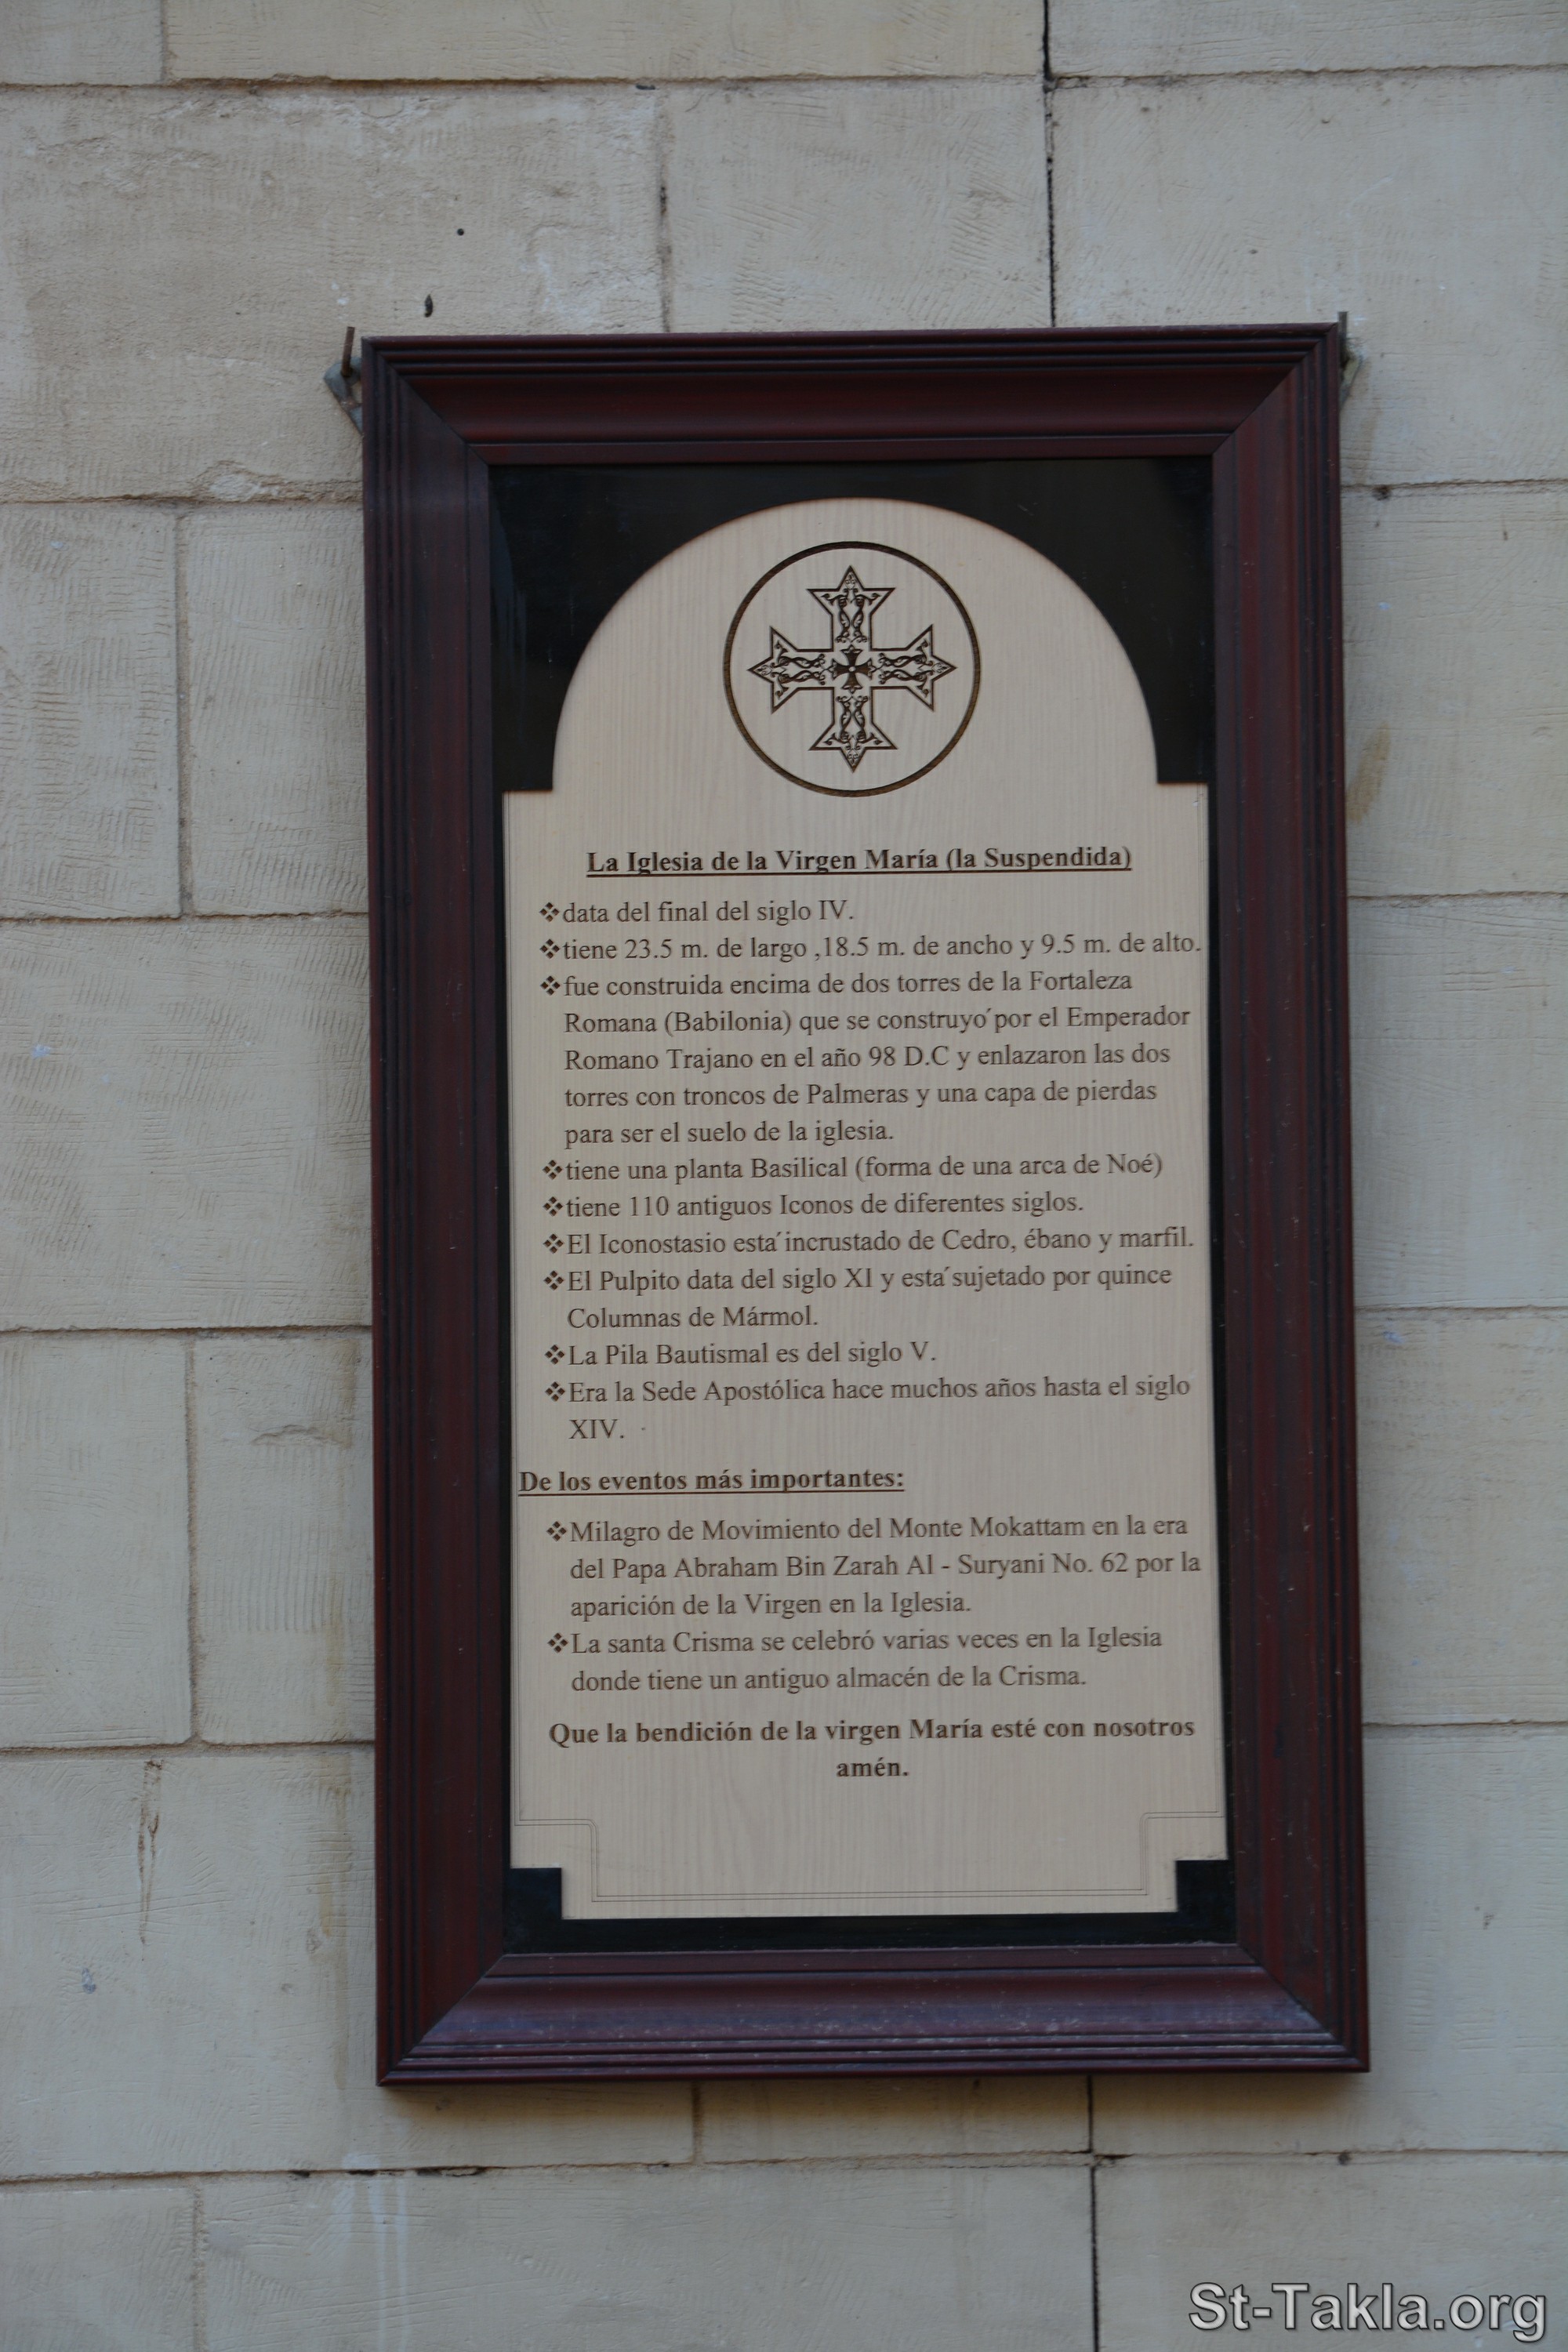 La Iglesia de la Virgen María (la Suspendida)
❖data del final del siglo IV.
❖tiene 23.5 m. de largo ,18.5 m. de ancho y 9.5 m. de alto.
❖fue construida encima de dos torres de la Fortaleza
Romana (Babilonia) que se construyo´por el Emperador
Romano Trajano en el año 98 D.C y enlazaron las dos
torres con troncos de Palmeras y una capa de pierdas
para ser el suelo de la iglesia.
❖tiene una planta Basilical (forma de una arca de Noé)
❖tiene 110 antiguos Iconos de diferentes siglos.
❖El Iconostasio esta´incrustado de Cedro, ébano y marfil.
❖El Pulpito data del siglo XI y esta´sujetado por quince
Columnas de Mármol.
❖La Pila Bautismal es del siglo V.
❖Era la Sede Apostólica hace muchos años hasta el siglo
XIV.
De los eventos más importantes:
❖Milagro de Movimiento del Monte Mokattam en la era
del Papa Abraham Bin Zarah Al - Suryani No. 62 por la
aparición de la Virgen en la Iglesia.
❖La santa Crisma se celebró varias veces en la Iglesia
donde tiene un antiguo almacén de la Crisma.
Que la bendición de la virgen María esté con nosotros
amén.
St-Takla.org